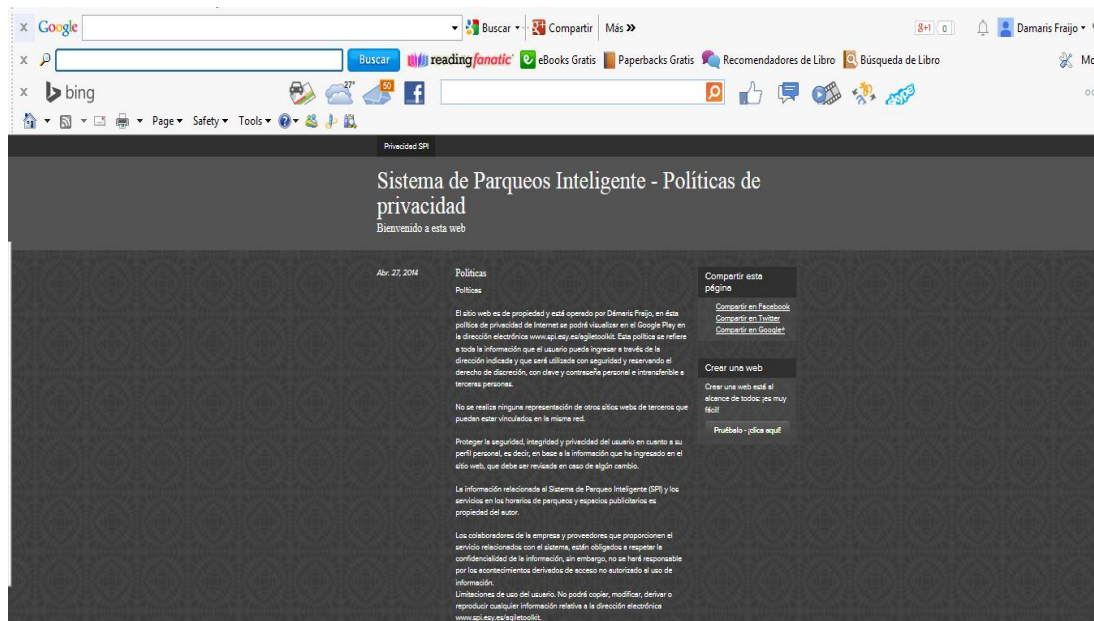 x Google Buscar Compartir Más » 8+1 0 Damaris Fraijo
x Buscar readingfanatic eBooks Gratis Paperbacks Gratis Recomendadores de Libro Búsqueda de Libro
x bing 27° 50
Page Safety Tools
Privacidad SPI
Sistema de Parqueos Inteligente - Políticas de
privacidad
Bienvenido a esta web
Abr. 27, 2014
Políticas
Políticas
El sitio web es de propiedad y está operado por Dámaris Fraijo, en ésta
política de privacidad de Internet se podrá visualizar en el Google Play en
la dirección electrónica www.spi.esy.es/agiletoolkit. Esta política se refiere
a toda la información que el usuario pueda ingresar a través de la
dirección indicada y que será utilizada con seguridad y reservando el
derecho de discreción, con clave y contraseña personal e intransferible a
terceras personas.
No se realiza ninguna representación de otros sitios webs de terceros que
puedan estar vinculados en la misma red.
Proteger la seguridad, integridad y privacidad del usuario en cuanto a su
perfil personal, es decir, en base a la información que ha ingresado en el
sitio web, que debe ser revisada en caso de algún cambio.
La información relacionada al Sistema de Parqueo Inteligente (SPI) y los
servicios en los horarios de parqueos y espacios publicitarios es
propiedad del autor.
Los colaboradores de la empresa y proveedores que proporcionen el
servicio relacionados con el sistema, están obligados a respetar la
confidencialidad de la información, sin embargo, no se hará responsable
por los acontecimientos derivados de acceso no autorizado al uso de
información.
Limitaciones de uso del usuario. No podrá copiar, modificar, derivar o
reproducir cualquier información relativa a la dirección electrónica
www.spi.esy.es/agiletoolkit.
Compartir esta
página
Compartir en Facebook
Compartir en Twitter
Compartir en Google+
Crear una web
Crear una web está al
alcance de todos: ¡es muy
fácil!
Pruébalo - ¡clica aquí!